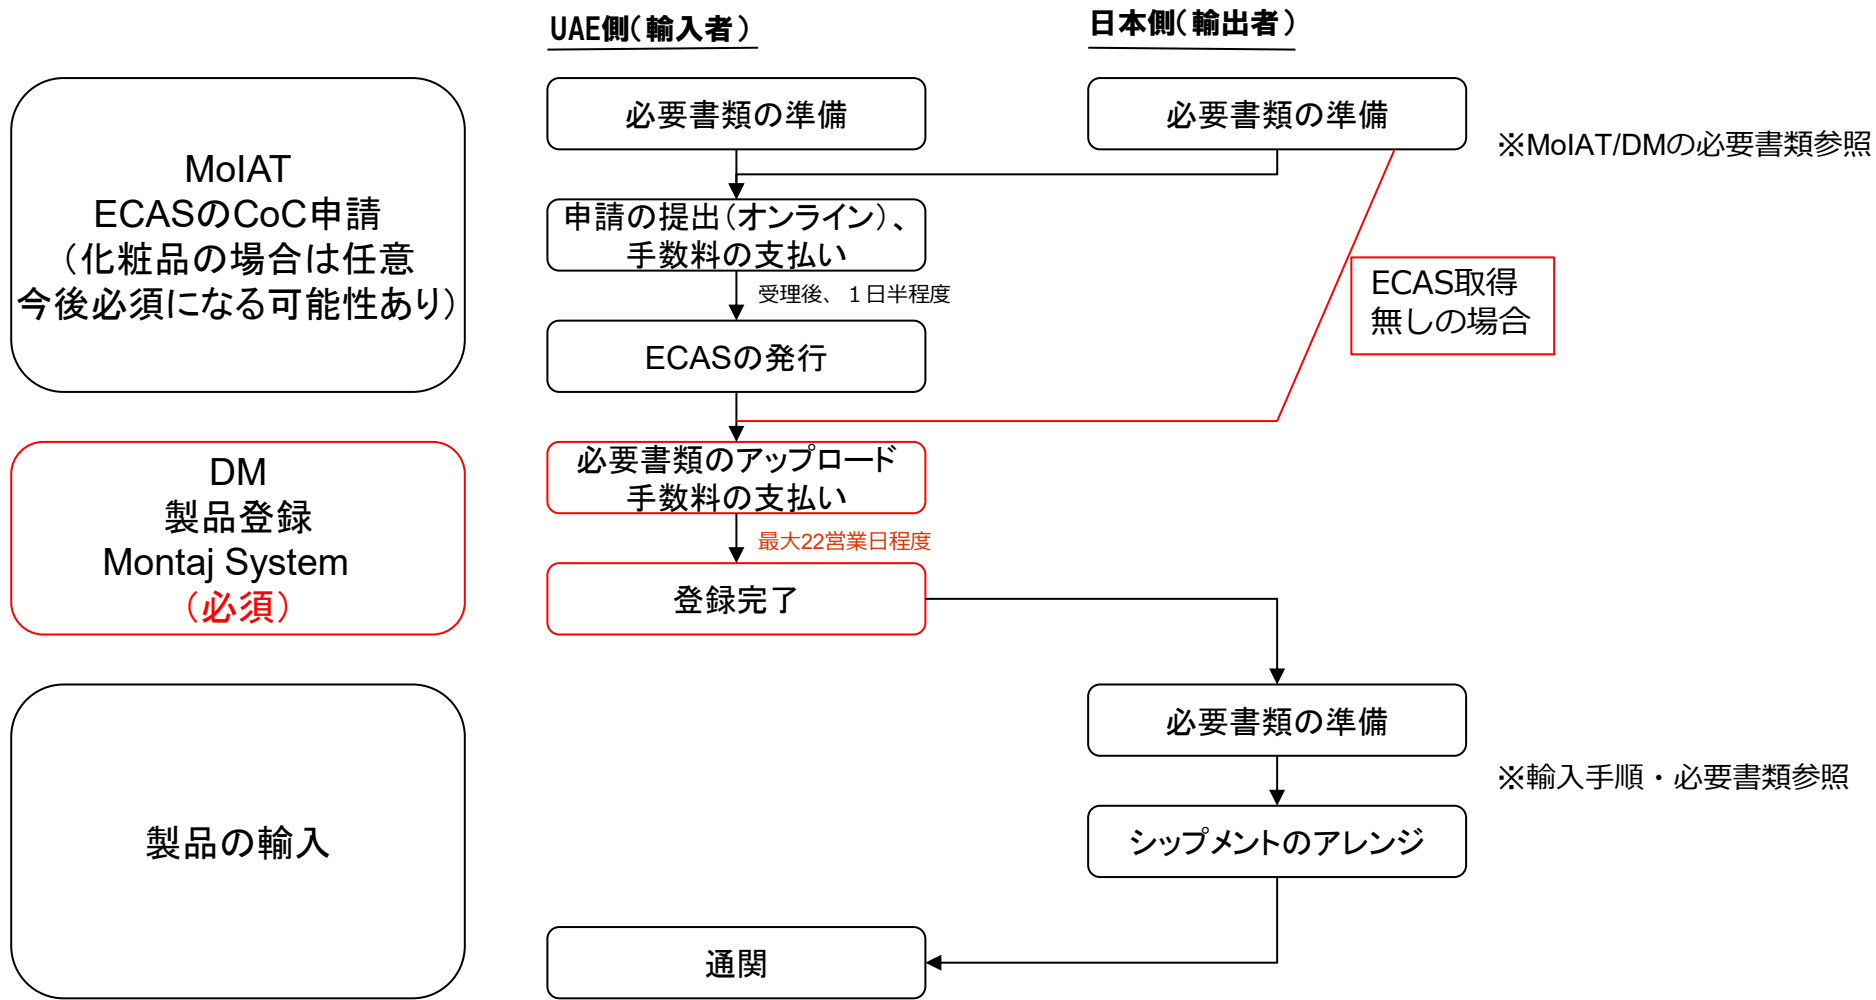 UAE側（輸入者）
日本側（輸出者）
MoIAT
ECASのCoC申請
（化粧品の場合は任意
今後必須になる可能性あり）
必要書類の準備
必要書類の準備
※MoIAT/DMの必要書類参照
申請の提出（オンライン）、
手数料の支払い
受理後、１日半程度
ECAS取得
無しの場合
ECASの発行
DM
製品登録
Montaj System
（必須）
必要書類のアップロード
手数料の支払い
最大22営業日程度
登録完了
製品の輸入
必要書類の準備
※輸入手順・必要書類参照
シップメントのアレンジ
通関